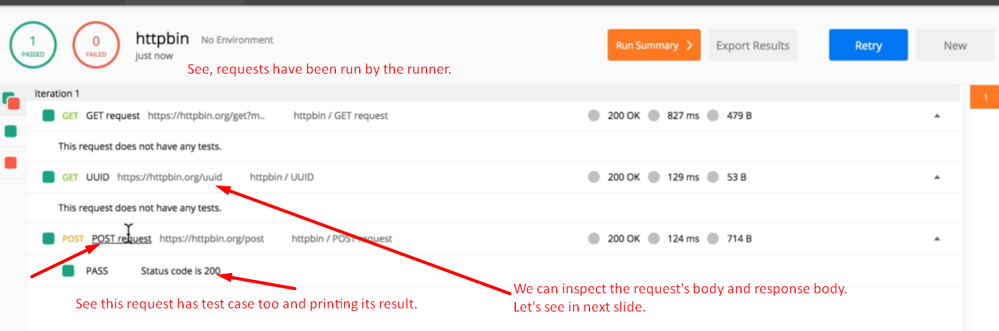 1
PASSED
0
FAILED
httpbin No Environment
just now
Run Summary
Export Results
Retry
New
See, requests have been run by the runner.
Iteration 1
1
GET GET request https://httpbin.org/get?m... httpbin / GET request 200 OK 827 ms 479 B
This request does not have any tests.
GET UUID https://httpbin.org/uuid httpbin / UUID 200 OK 129 ms 53 B
This request does not have any tests.
POST POST request https://httpbin.org/post httpbin / POST request 200 OK 124 ms 714 B
PASS Status code is 200
See this request has test case too and printing its result.
We can inspect the request's body and response body.
Let's see in next slide.